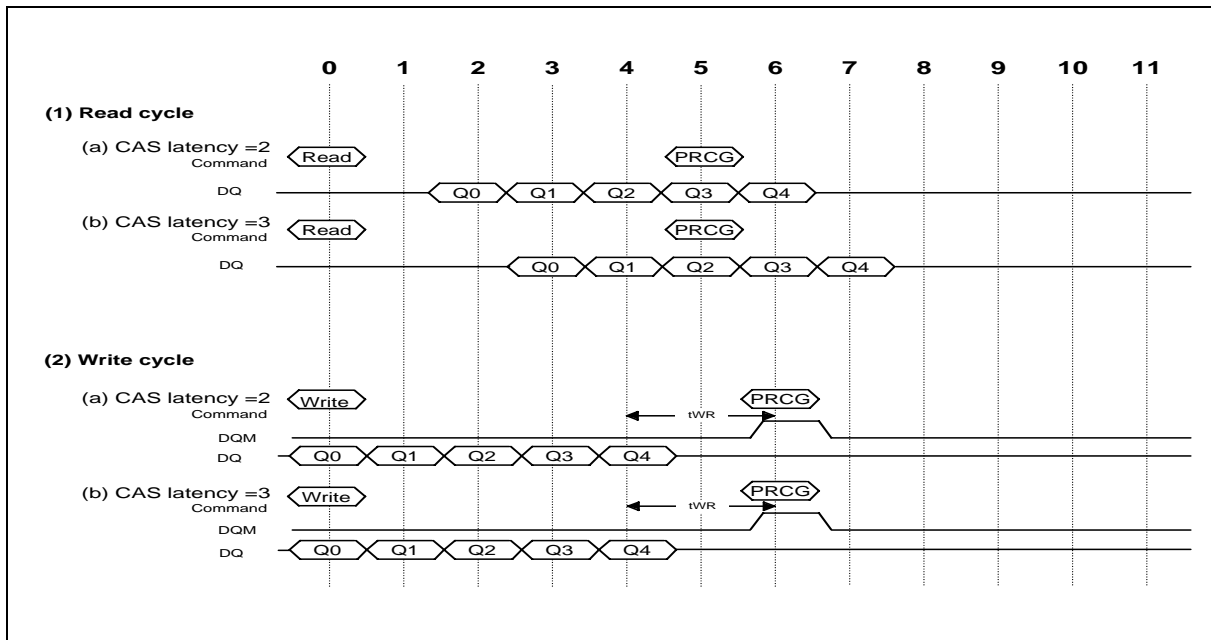 0 1 2 3 4 5 6 7 8 9 10 11
(1) Read cycle
(a) CAS latency =2
Command
Read PRCG
DQ Q0 Q1 Q2 Q3 Q4
(b) CAS latency =3
Command
Read PRCG
DQ Q0 Q1 Q2 Q3 Q4
(2) Write cycle
(a) CAS latency =2
Command
Write tWR PRCG
DQM
DQ Q0 Q1 Q2 Q3 Q4
(b) CAS latency =3
Command
Write tWR PRCG
DQM
DQ Q0 Q1 Q2 Q3 Q4